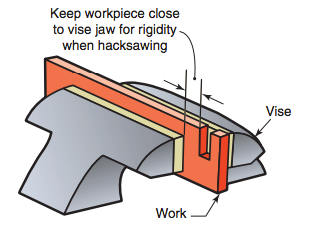 Keep workpiece close
to vise jaw for rigidity
when hacksawing
Vise
Work